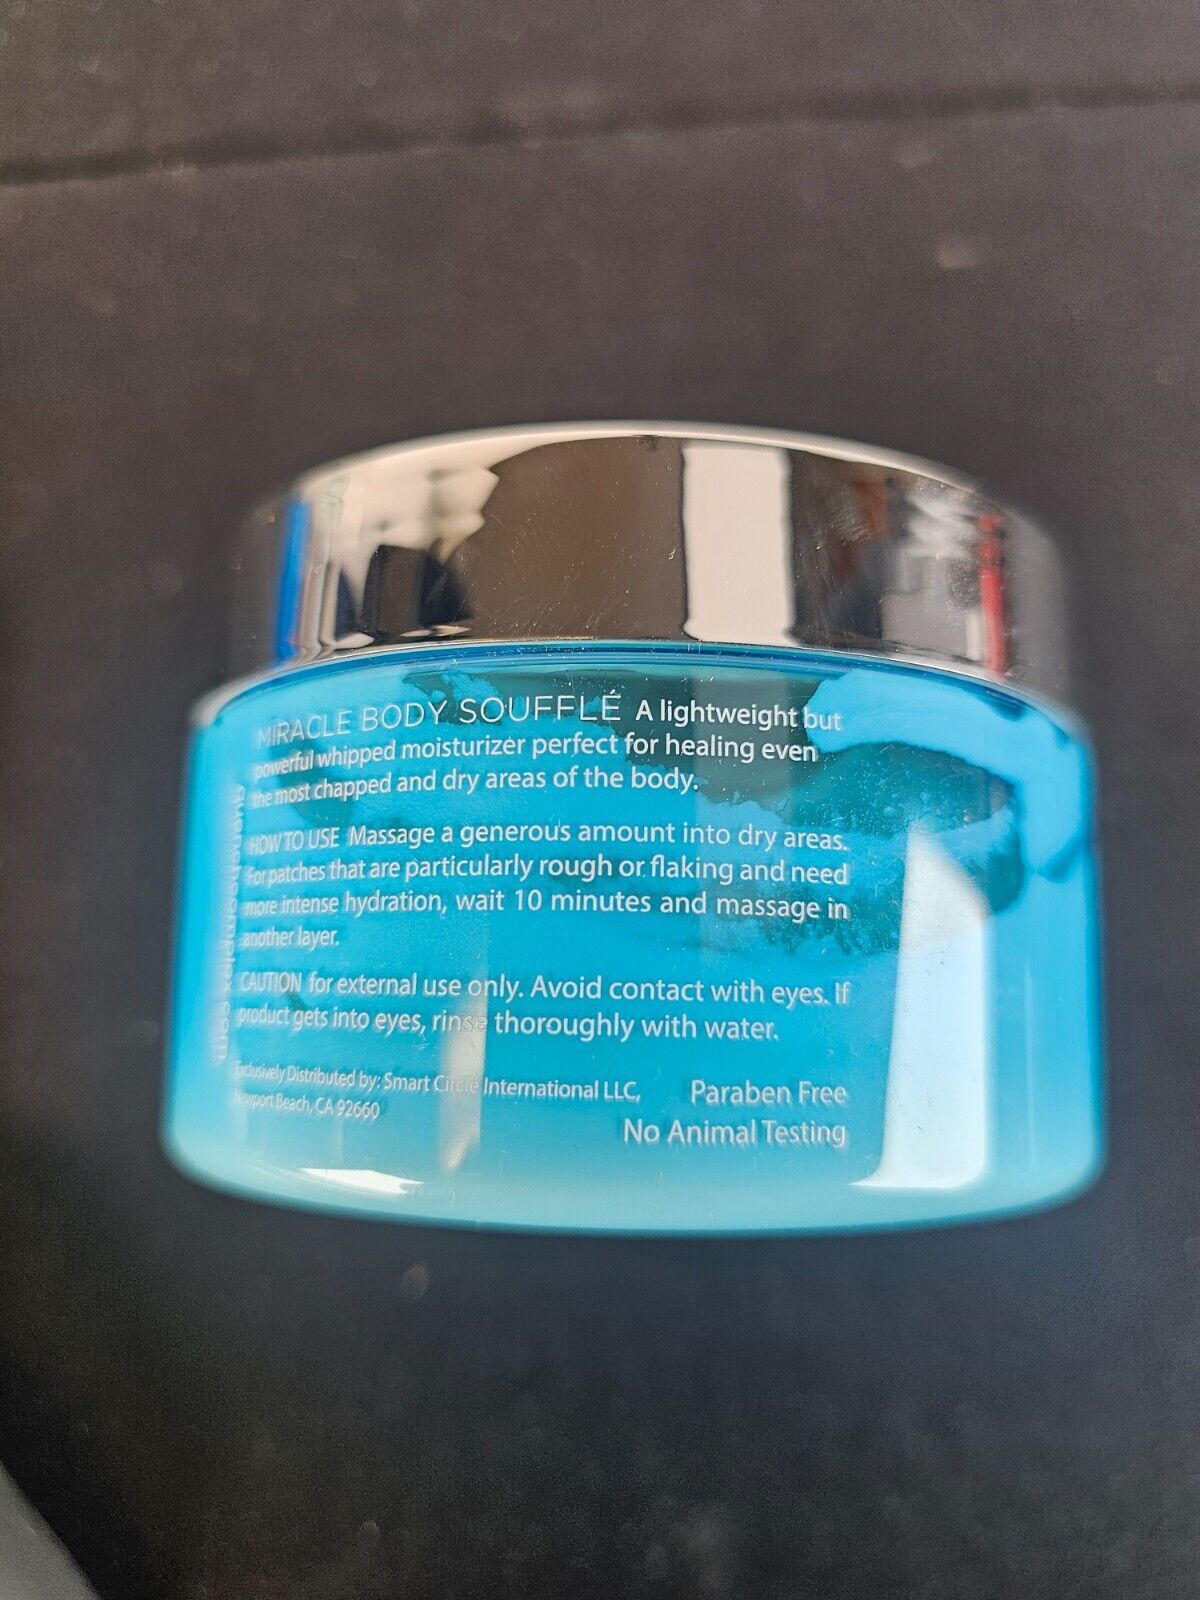 MIRACLE BODY SOUFFLÉ A lightweight but
powerful whipped moisturizer perfect for healing even
the most chapped and dry areas of the body.
HOW TO USE Massage a generous amount into dry areas.
For patches that are particularly rough or flaking and need
more intense hydration, wait 10 minutes and massage in
another layer.
CAUTION for external use only. Avoid contact with eyes. If
product gets into eyes, rinse thoroughly with water.
Exclusively Distributed by: Smart Circle International LLC,
Newport Beach, CA 92660
Paraben Free
No Animal Testing